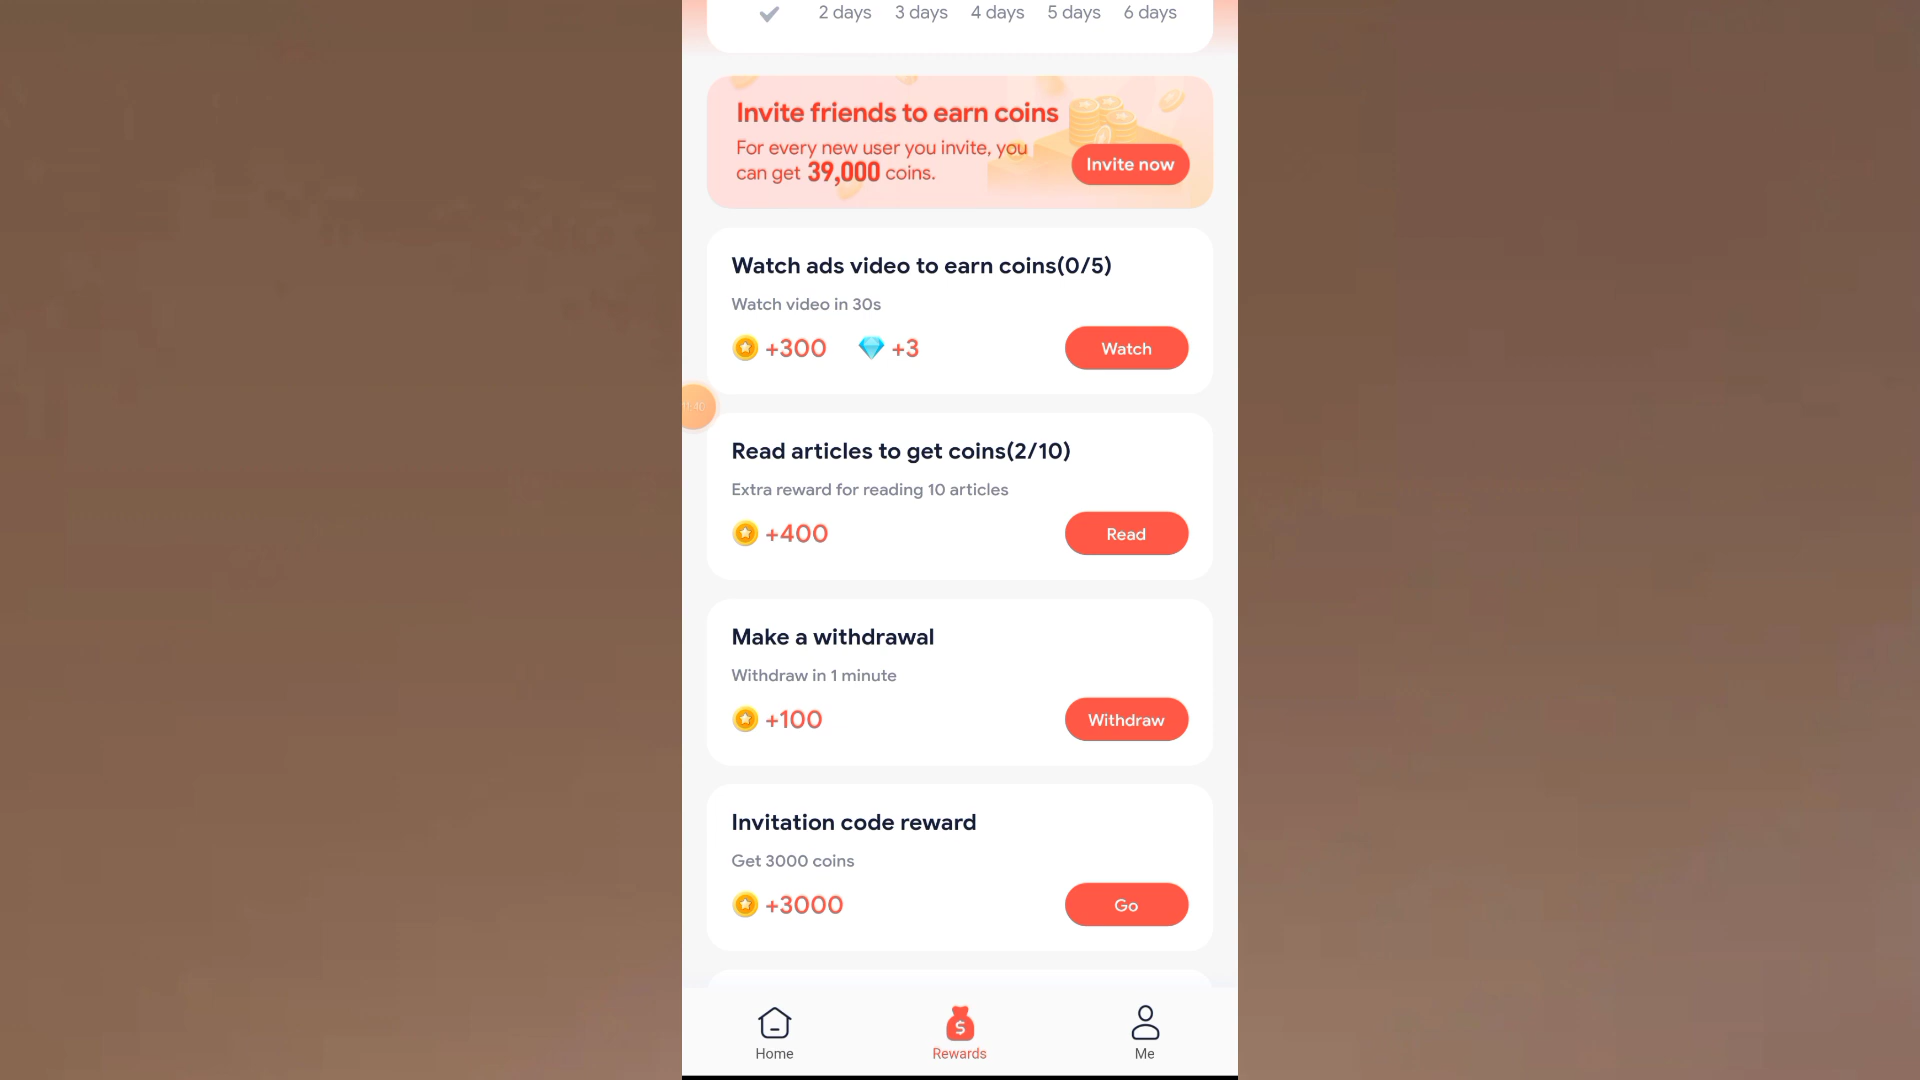 2 days 3 days 4 days 5 days 6 days
Invite friends to earn coins
For every new user you invite, you
can get 39,000 coins.
Invite now
Watch ads video to earn coins(0/5)
Watch video in 30s
+300 +3
Watch
Read articles to get coins(2/10)
Extra reward for reading 10 articles
+400
Read
Make a withdrawal
Withdraw in 1 minute
+100
Withdraw
Invitation code reward
Get 3000 coins
+3000
Go
Home
Rewards
Me